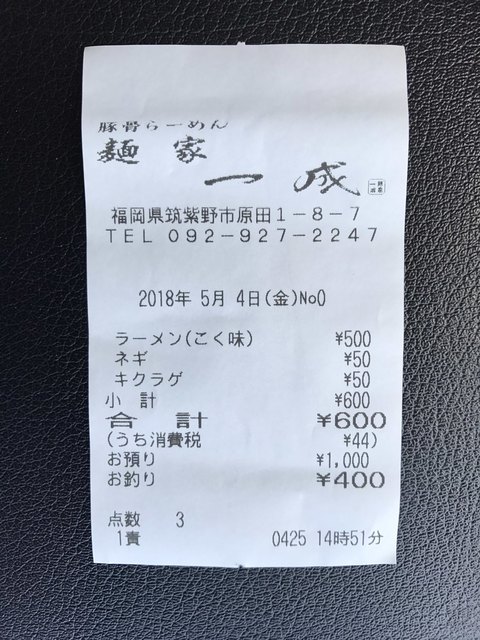 豚骨らーめん
麺家
一成
福岡県筑紫野市原田1-8-7
TEL 092-927-2247
2018年 5月 4日(金)No0
ラーメン(こく味) ¥500
ネギ ¥50
キクラゲ ¥50
小計 ¥600
合計 ¥600
(うち消費税 ¥44)
お預り ¥1,000
お釣り ¥400
点数 3
1責 0425 14時51分